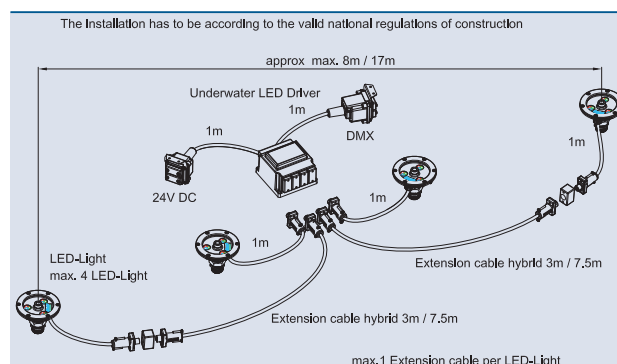 The Installation has to be according to the valid national regulations of construction
approx max. 8m / 17m
Underwater LED Driver
1m
DMX
1m
1m
24V DC
1m
1m
LED-Light
max. 4 LED-Light
Extension cable hybrid 3m / 7.5m
Extension cable hybrid 3m / 7.5m
max.1 Extension cable per LED-Light